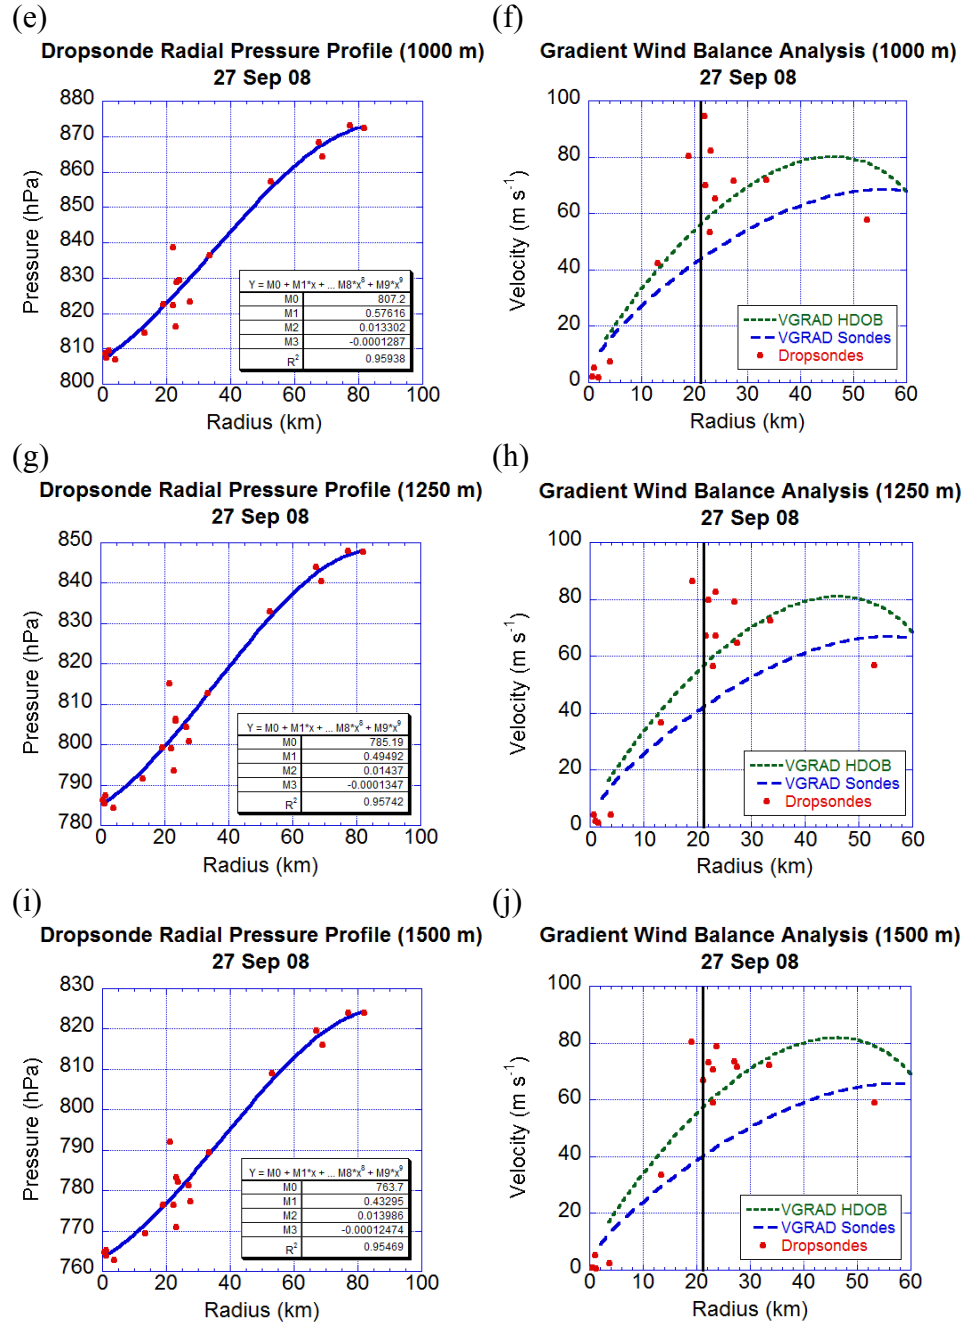 (e)
Dropsonde Radial Pressure Profile (1000 m)
27 Sep 08
Pressure (hPa)
880
870
860
850
840
830
820
810
800
0
20
40
60
80
100
Radius (km)
Y = M0 + M1*x + ... M8*x^8 + M9*x^9
M0 807.2
M1 0.57616
M2 0.013302
M3 -0.0001287
R^2 0.95938
(f)
Gradient Wind Balance Analysis (1000 m)
27 Sep 08
Velocity (m s^-1)
100
80
60
40
20
0
0
10
20
30
40
50
60
Radius (km)
VGRAD HDOB
VGRAD Sondes
Dropsondes
(g)
Dropsonde Radial Pressure Profile (1250 m)
27 Sep 08
Pressure (hPa)
850
840
830
820
810
800
790
780
0
20
40
60
80
100
Radius (km)
Y = M0 + M1*x + ... M8*x^8 + M9*x^9
M0 785.19
M1 0.49492
M2 0.01437
M3 -0.0001347
R^2 0.95742
(h)
Gradient Wind Balance Analysis (1250 m)
27 Sep 08
Velocity (m s^-1)
100
80
60
40
20
0
0
10
20
30
40
50
60
Radius (km)
VGRAD HDOB
VGRAD Sondes
Dropsondes
(i)
Dropsonde Radial Pressure Profile (1500 m)
27 Sep 08
Pressure (hPa)
830
820
810
800
790
780
770
760
0
20
40
60
80
100
Radius (km)
Y = M0 + M1*x + ... M8*x^8 + M9*x^9
M0 763.7
M1 0.43295
M2 0.013986
M3 -0.00012474
R^2 0.95469
(j)
Gradient Wind Balance Analysis (1500 m)
27 Sep 08
Velocity (m s^-1)
100
80
60
40
20
0
0
10
20
30
40
50
60
Radius (km)
VGRAD HDOB
VGRAD Sondes
Dropsondes